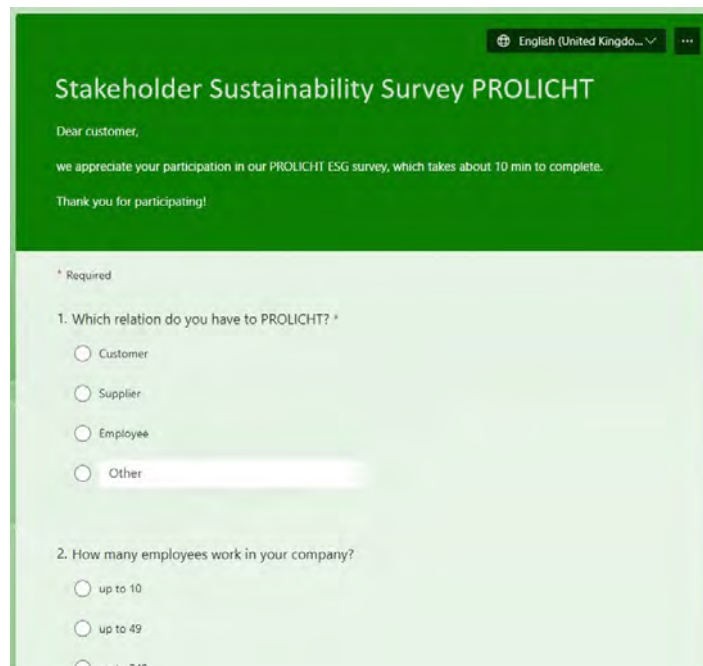 English (United Kingdo...
Stakeholder Sustainability Survey PROLICHT
Dear customer,
we appreciate your participation in our PROLICHT ESG survey, which takes about 10 min to complete.
Thank you for participating!
* Required
1. Which relation do you have to PROLICHT? *
Customer
Supplier
Employee
Other
2. How many employees work in your company?
up to 10
up to 49